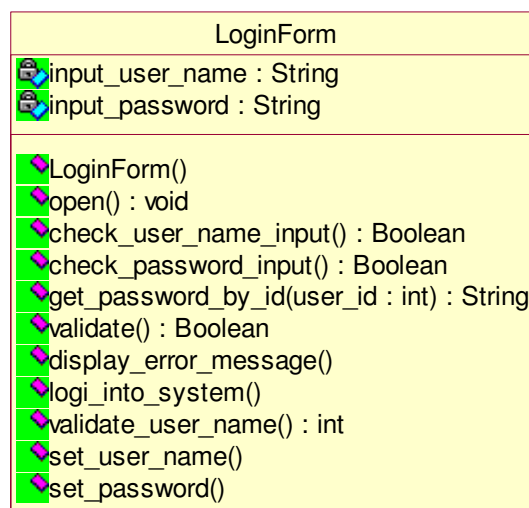 LoginForm
input_user_name : String
input_password : String
LoginForm()
open() : void
check_user_name_input() : Boolean
check_password_input() : Boolean
get_password_by_id(user_id : int) : String
validate() : Boolean
display_error_message()
logi_into_system()
validate_user_name() : int
set_user_name()
set_password()